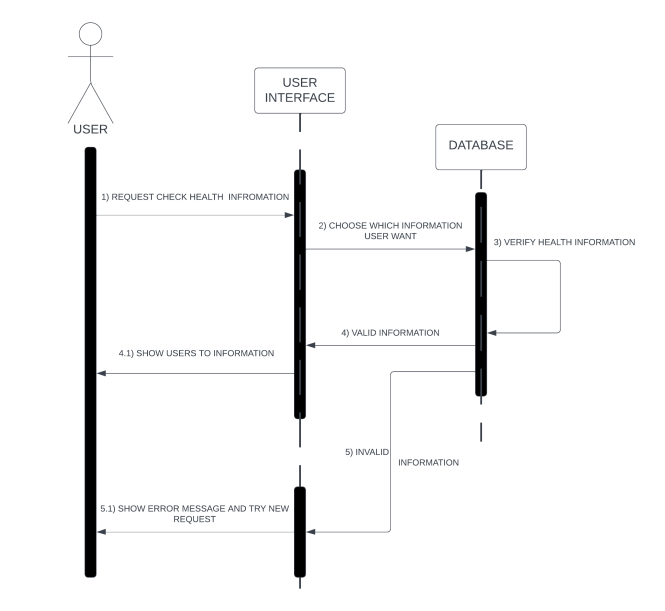 USER
INTERFACE
USER
DATABASE
1) REQUEST CHECK HEALTH INFROMATION
2) CHOOSE WHICH INFORMATION
USER WANT
3) VERIFY HEALTH INFORMATION
4) VALID INFORMATION
4.1) SHOW USERS TO INFORMATION
5) INVALID
INFORMATION
5.1) SHOW ERROR MESSAGE AND TRY NEW
REQUEST